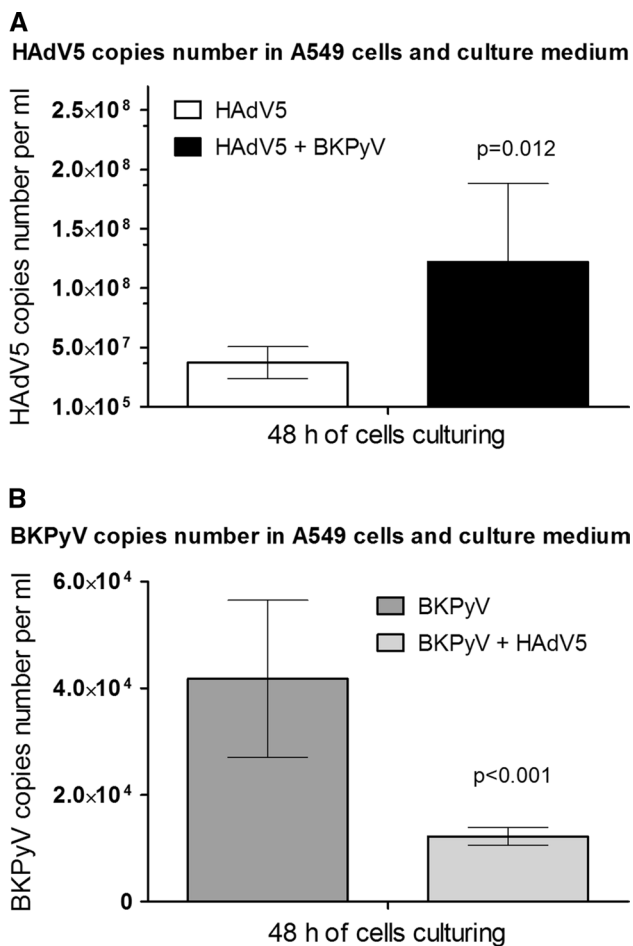 A
HAdV5 copies number in A549 cells and culture medium
HAdV5 copies number per ml
2.5×10⁸
2.0×10⁸
1.5×10⁸
1.0×10⁸
5.0×10⁷
1.0×10⁵
HAdV5
HAdV5 + BKPyV
p=0.012
48 h of cells culturing
B
BKPyV copies number in A549 cells and culture medium
BKPyV copies number per ml
6.0×10⁴
4.0×10⁴
2.0×10⁴
0
BKPyV
BKPyV + HAdV5
p<0.001
48 h of cells culturing